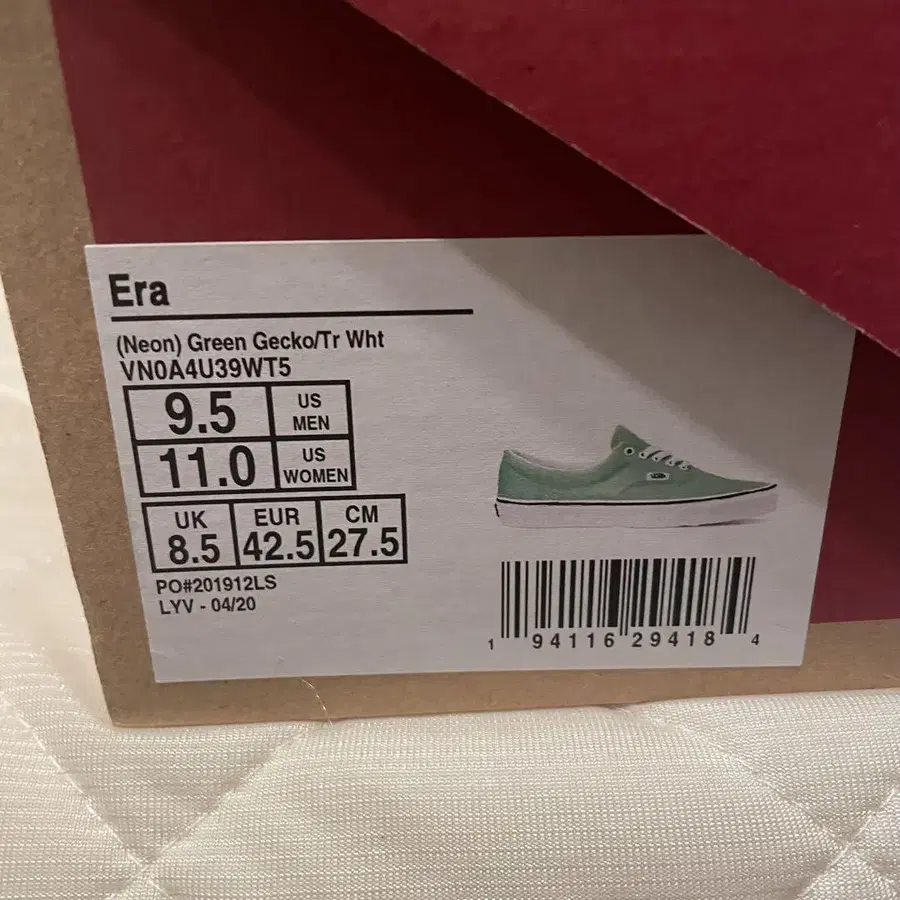 Era
(Neon) Green Gecko/Tr Wht
VN0A4U39WT5
9.5 US MEN
11.0 US WOMEN
UK EUR CM
8.5 42.5 27.5
PO#201912LS
LYV - 04/20
1 94116 29418 4